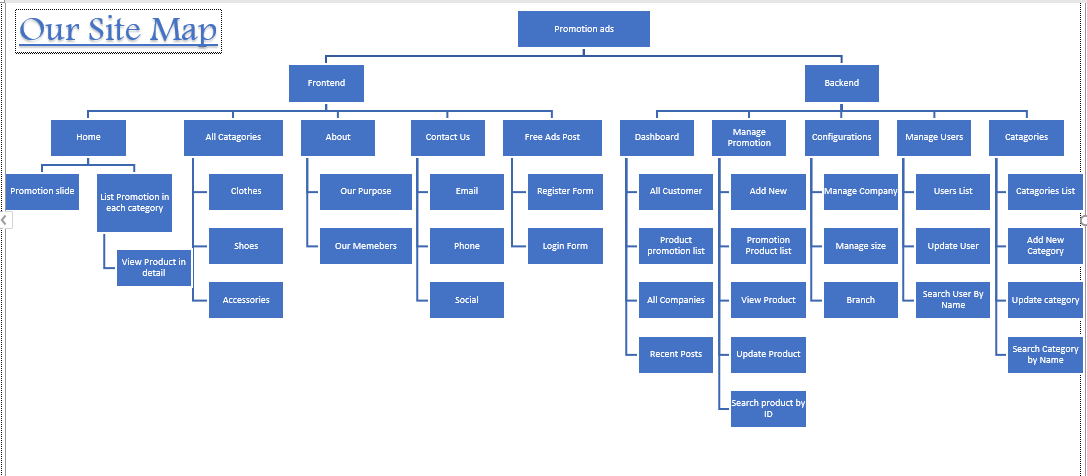 Our Site Map
Promotion ads
Frontend
Backend
Home
All Catagories
About
Contact Us
Free Ads Post
Dashboard
Manage
Promotion
Configurations
Manage Users
Catagories
Promotion slide
List Promotion in
each category
View Product in
detail
Clothes
Shoes
Accessories
Our Purpose
Our Memebers
Email
Phone
Social
Register Form
Login Form
All Customer
Product
promotion list
All Companies
Recent Posts
Add New
Promotion
Product list
View Product
Update Product
Search product by
ID
Manage Company
Manage size
Branch
Users List
Update User
Search User By
Name
Catagories List
Add New
Category
Update category
Search Category
by Name